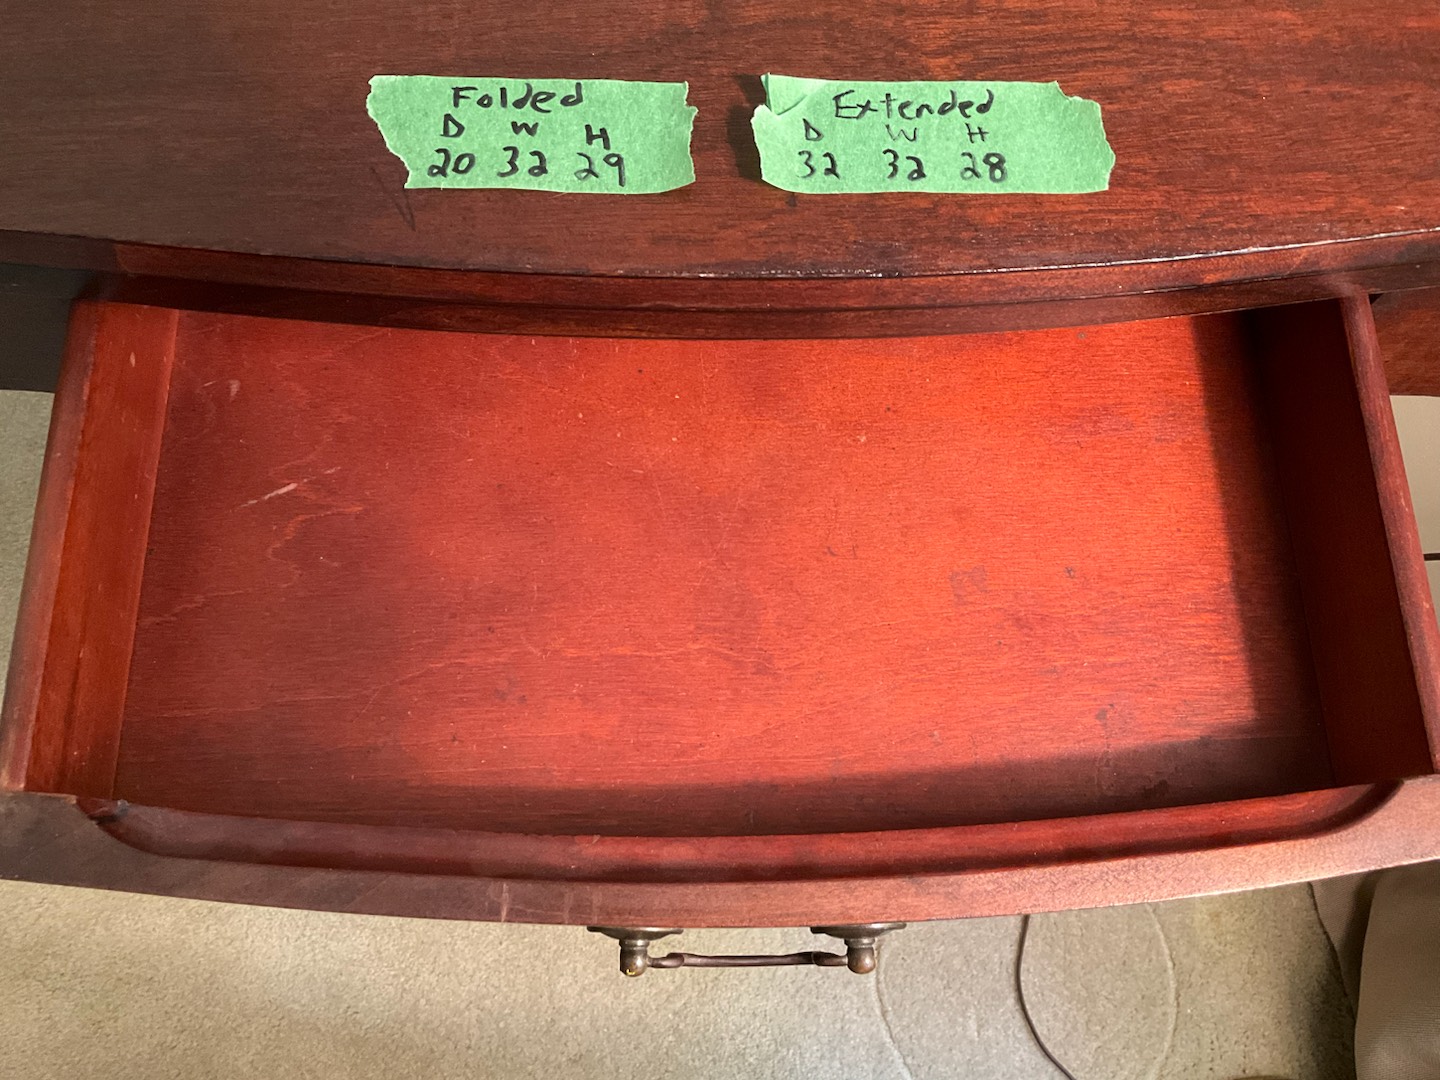 Folded
D W H
20 32 29
Extended
D W H
32 32 28